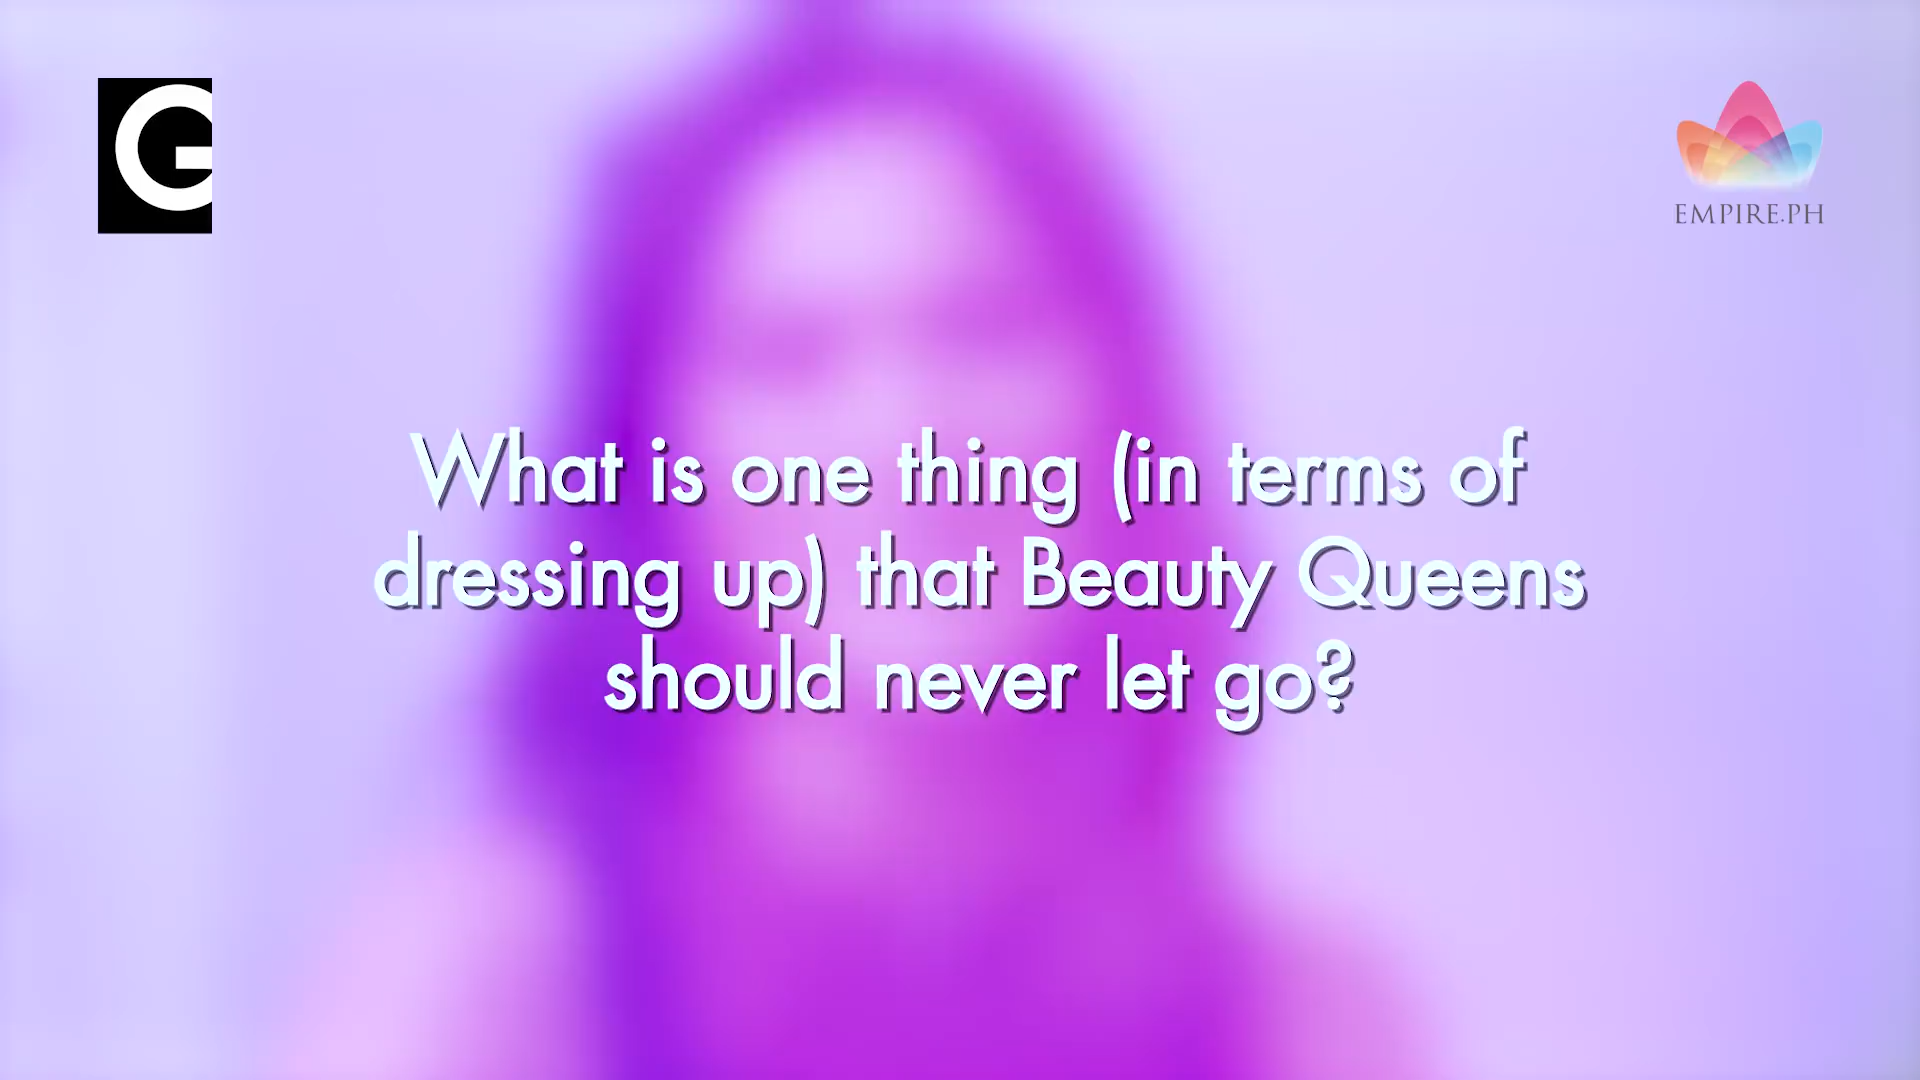 G
EMPIRE.PH
What is one thing (in terms of
dressing up) that Beauty Queens
should never let go?